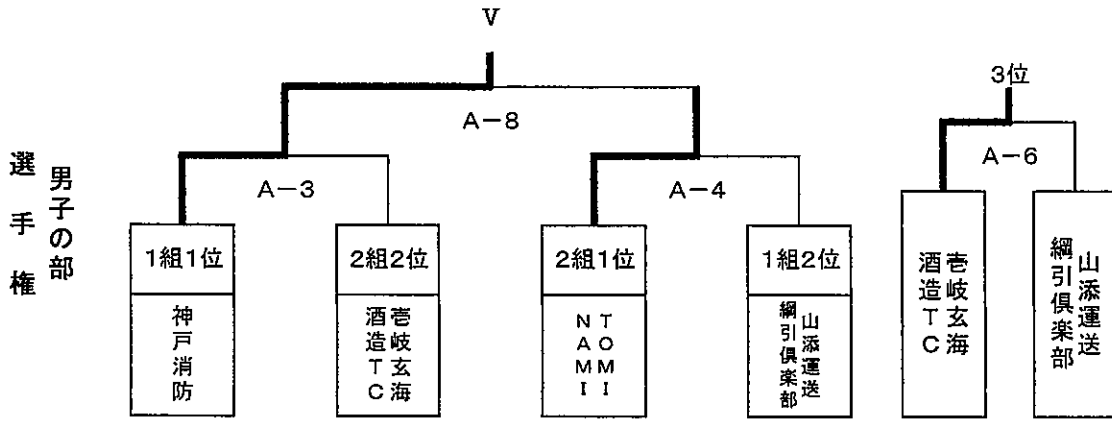 V
3位
A-8
A-6
A-3
A-4
男子の部
選手権
1組1位
2組2位
2組1位
1組2位
神戸消防
壱岐玄海
酒造TC
TOMI
NAMI
山添運送
綱引倶楽部
壱岐玄海
酒造TC
山添運送
綱引倶楽部